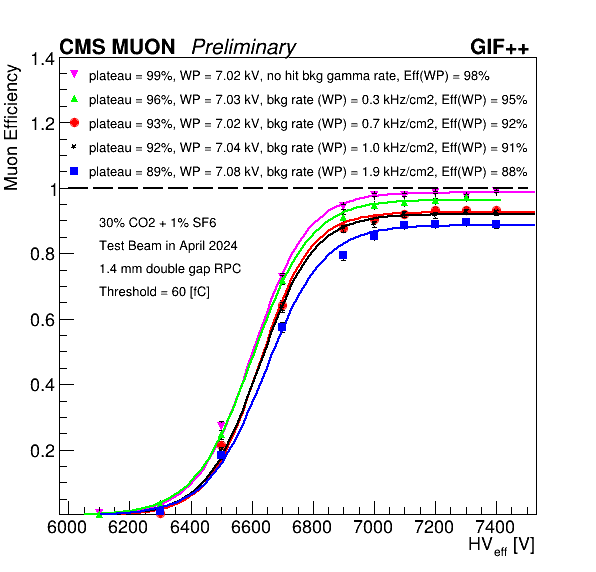 CMS MUON Preliminary GIF++
Muon Efficiency
1.4
plateau = 99%, WP = 7.02 kV, no hit bkg gamma rate, Eff(WP) = 98%
plateau = 96%, WP = 7.03 kV, bkg rate (WP) = 0.3 kHz/cm2, Eff(WP) = 95%
1.2
plateau = 93%, WP = 7.02 kV, bkg rate (WP) = 0.7 kHz/cm2, Eff(WP) = 92%
plateau = 92%, WP = 7.04 kV, bkg rate (WP) = 1.0 kHz/cm2, Eff(WP) = 91%
plateau = 89%, WP = 7.08 kV, bkg rate (WP) = 1.9 kHz/cm2, Eff(WP) = 88%
1
30% CO2 + 1% SF6
Test Beam in April 2024
0.8
1.4 mm double gap RPC
Threshold = 60 [fC]
0.6
0.4
0.2
6000 6200 6400 6600 6800 7000 7200 7400
HVeff [V]